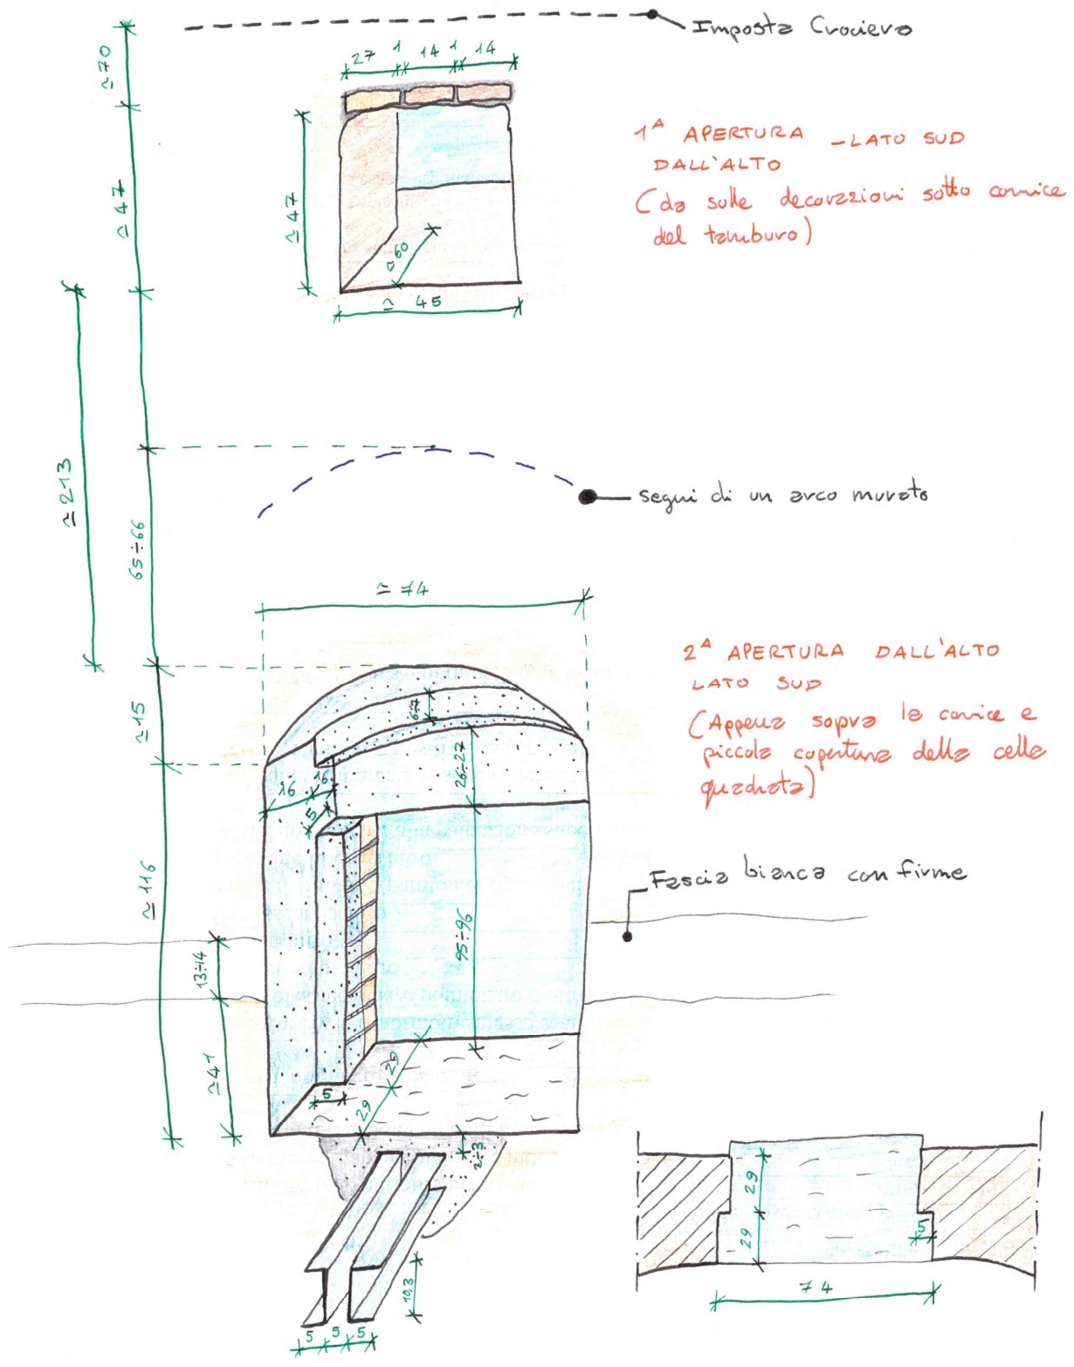 Imposta Crociera
≃70
27 1 14 1 14
1ᴬ APERTURA - LATO SUD
DALL'ALTO
(da sulle decorazioni sotto cornice
del tamburo)
≃47
≃47
≃60
≃ 45
≃213
segni di un arco murato
65÷66
≃ 74
2ᴬ APERTURA DALL'ALTO
LATO SUD
(Appena sopra la cornice e
piccola copertura della cella
quadrata)
≃15
6÷7
26÷27
16
16
5
≃116
Fascia bianca con firme
95÷96
13÷14
≃41
29
29
5
2÷3
10,3
5 5 5
29
29
5
74